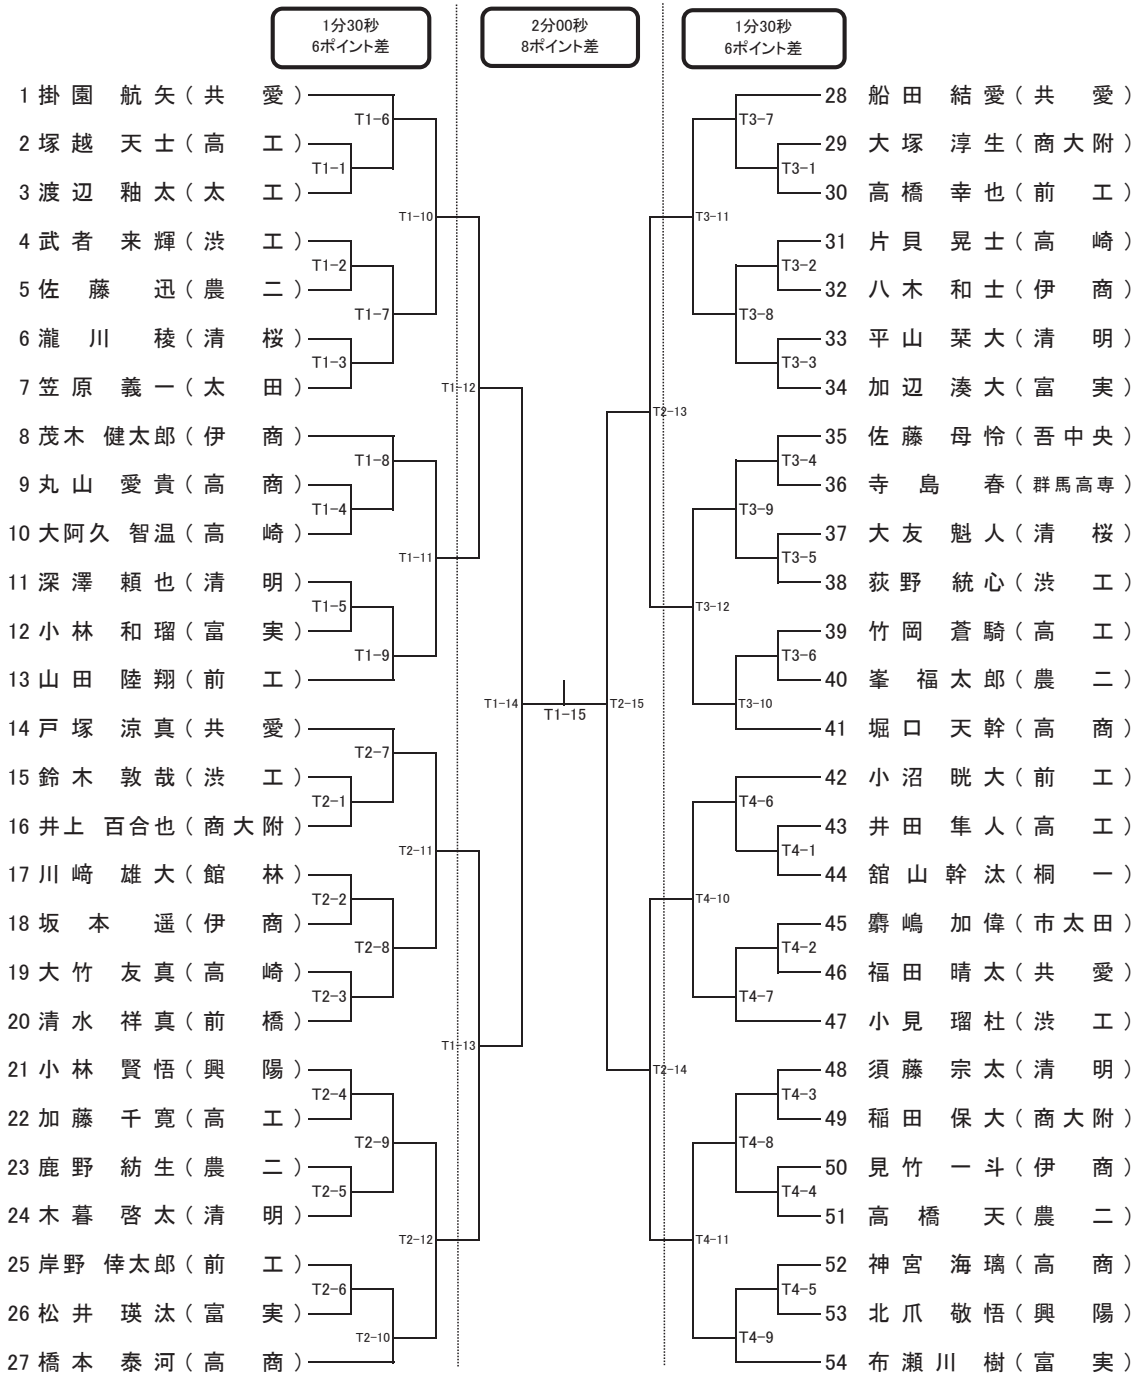 1分30秒
6ポイント差
2分00秒
8ポイント差
1分30秒
6ポイント差
1 掛園 航矢(共 愛)
2 塚越 天士(高 工)
3 渡辺 釉太(太 工)
4 武者 来輝(渋 工)
5 佐藤 迅(農 二)
6 瀧川 稜(清 桜)
7 笠原 義一(太 田)
8 茂木 健太郎(伊 商)
9 丸山 愛貴(高 商)
10 大阿久 智温(高 崎)
11 深澤 頼也(清 明)
12 小林 和瑠(富 実)
13 山田 陸翔(前 工)
14 戸塚 涼真(共 愛)
15 鈴木 敦哉(渋 工)
16 井上 百合也(商大附)
17 川﨑 雄大(館 林)
18 坂本 遥(伊 商)
19 大竹 友真(高 崎)
20 清水 祥真(前 橋)
21 小林 賢悟(興 陽)
22 加藤 千寛(高 工)
23 鹿野 紡生(農 二)
24 木暮 啓太(清 明)
25 岸野 倖太郎(前 工)
26 松井 瑛汰(富 実)
27 橋本 泰河(高 商)
T1-6
T1-1
T1-10
T1-2
T1-7
T1-3
T1-12
T1-8
T1-4
T1-11
T1-5
T1-9
T1-14
T2-7
T2-1
T2-11
T2-2
T2-8
T2-3
T1-13
T2-4
T2-9
T2-5
T2-12
T2-6
T2-10
T1-15
T2-15
T3-7
T3-1
T3-11
T3-2
T3-8
T3-3
T2-13
T3-4
T3-9
T3-5
T3-12
T3-6
T3-10
T4-6
T4-1
T4-10
T4-2
T4-7
T2-14
T4-3
T4-8
T4-4
T4-11
T4-5
T4-9
28 船田 結愛(共 愛)
29 大塚 淳生(商大附)
30 高橋 幸也(前 工)
31 片貝 晃士(高 崎)
32 八木 和士(伊 商)
33 平山 栞大(清 明)
34 加辺 湊大(富 実)
35 佐藤 母怜(吾中央)
36 寺島 春(群馬高専)
37 大友 魁人(清 桜)
38 荻野 統心(渋 工)
39 竹岡 蒼騎(高 工)
40 峯 福太郎(農 二)
41 堀口 天幹(高 商)
42 小沼 晄大(前 工)
43 井田 隼人(高 工)
44 舘山 幹汰(桐 一)
45 麝嶋 加偉(市太田)
46 福田 晴太(共 愛)
47 小見 瑠杜(渋 工)
48 須藤 宗太(清 明)
49 稲田 保大(商大附)
50 見竹 一斗(伊 商)
51 高橋 天(農 二)
52 神宮 海璃(高 商)
53 北爪 敬悟(興 陽)
54 布瀬川 樹(富 実)